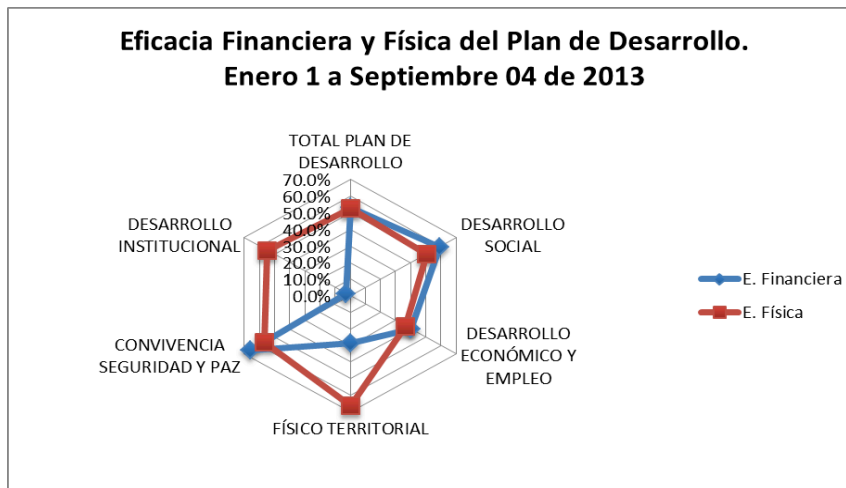 Eficacia Financiera y Física del Plan de Desarrollo.
Enero 1 a Septiembre 04 de 2013
TOTAL PLAN DE
DESARROLLO
70.0%
60.0%
50.0%
40.0%
30.0%
20.0%
10.0%
0.0%
DESARROLLO
SOCIAL
DESARROLLO
ECONÓMICO Y
EMPLEO
FÍSICO TERRITORIAL
CONVIVENCIA
SEGURIDAD Y PAZ
DESARROLLO
INSTITUCIONAL
E. Financiera
E. Física